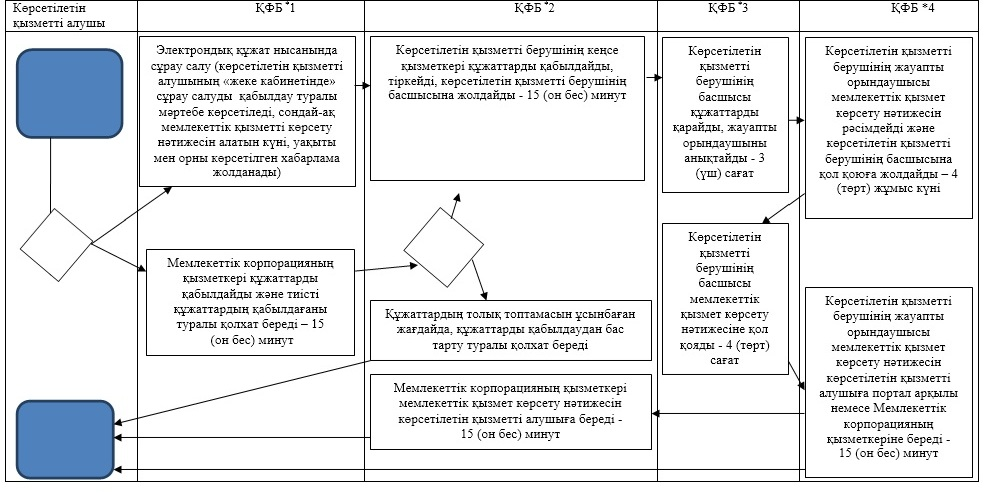 Көрсетілетін
қызметті алушы
ҚФБ *1
ҚФБ *2
ҚФБ *3
ҚФБ *4
Электрондық құжат нысанында
сұрау салу (көрсетілетін қызметті
алушының «жеке кабинетінде»
сұрау салуды қабылдау туралы
мәртебе көрсетіледі, сондай-ақ
мемлекеттік қызметті көрсету
нәтижесін алатын күні, уақыты
мен орны көрсетілген хабарлама
жолданады)
Көрсетілетін қызметті берушінің кеңсе
қызметкері құжаттарды қабылдайды,
тіркейді, көрсетілетін қызметті берушінің
басшысына жолдайды - 15 (он бес) минут
Көрсетілетін
қызметті
берушінің
басшысы
құжаттарды
қарайды, жауапты
орындаушыны
анықтайды - 3
(үш) сағат
Көрсетілетін қызметті
берушінің жауапты
орындаушысы
мемлекеттік қызмет
көрсету нәтижесін
рәсімдейді және
көрсетілетін қызметті
берушінің басшысына
қол қоюға жолдайды – 4
(төрт) жұмыс күні
Мемлекеттік корпорацияның
қызметкері құжаттарды
қабылдайды және тиісті
құжаттардың қабылдағаны
туралы қолхат береді – 15
(он бес) минут
Құжаттардың толық топтамасын ұсынбаған
жағдайда, құжаттарды қабылдаудан бас
тарту туралы қолхат береді
Мемлекеттік корпорацияның қызметкері
мемлекеттік қызмет көрсету нәтижесін
көрсетілетін қызметті алушыға береді -
15 (он бес) минут
Көрсетілетін
қызметті
берушінің
басшысы
мемлекеттік
қызмет көрсету
нәтижесіне қол
қояды - 4 (төрт)
сағат
Көрсетілетін қызметті
берушінің жауапты
орындаушысы
мемлекеттік қызмет
көрсету нәтижесін
көрсетілетін қызметті
алушыға портал арқылы
немесе Мемлекеттік
корпорацияның
қызметкеріне береді -
15 (он бес) минут